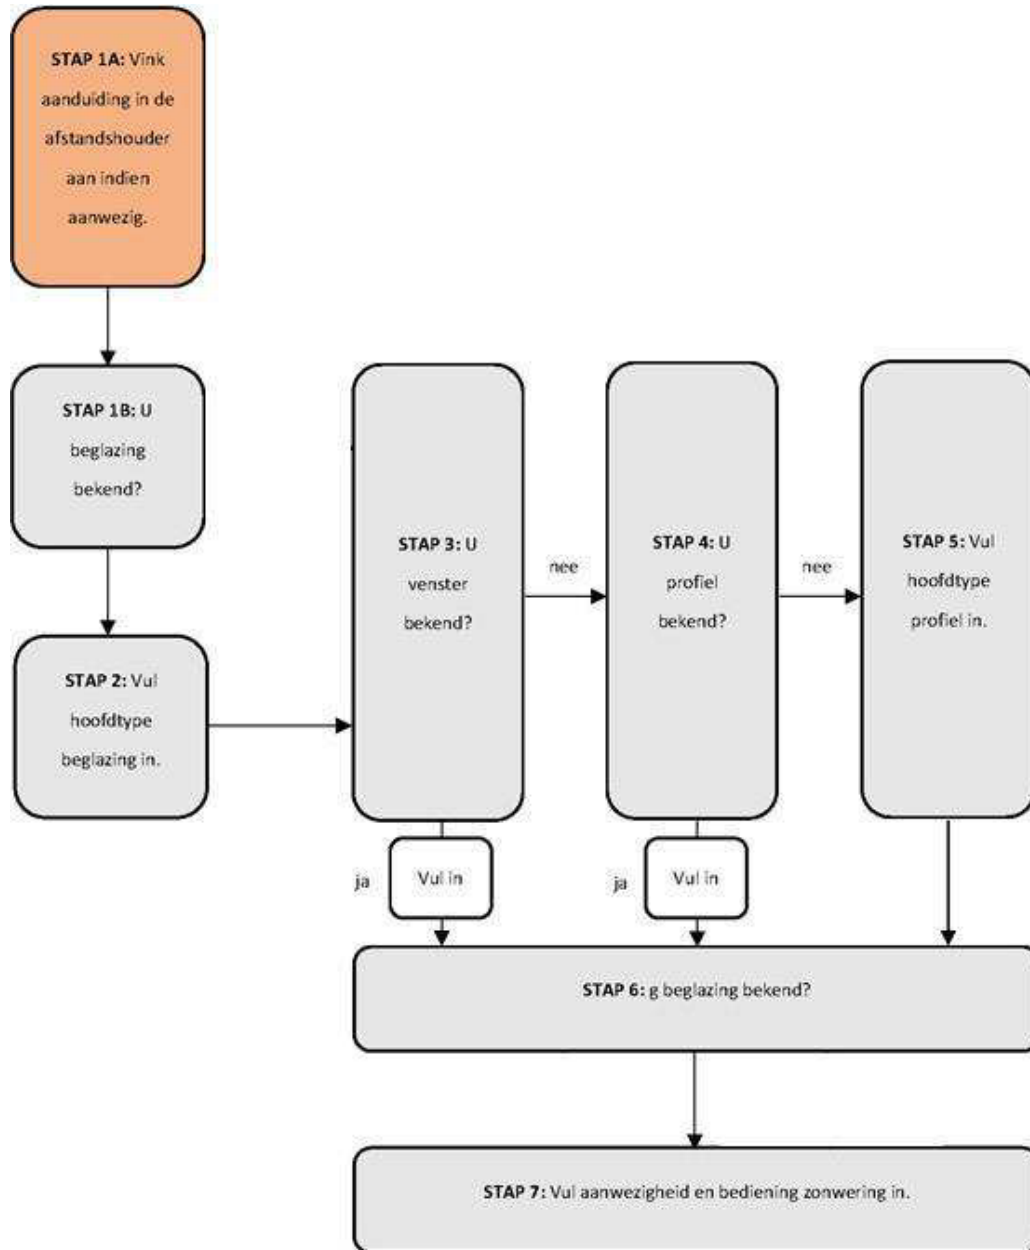 STAP 1A: Vink
aanduiding in de
afstandshouder
aan indien
aanwezig.
STAP 1B: U
beglazing
bekend?
STAP 2: Vul
hoofdtype
beglazing in.
STAP 3: U
venster
bekend?
nee
STAP 4: U
profiel
bekend?
nee
STAP 5: Vul
hoofdtype
profiel in.
ja
Vul in
ja
Vul in
STAP 6: g beglazing bekend?
STAP 7: Vul aanwezigheid en bediening zonwering in.